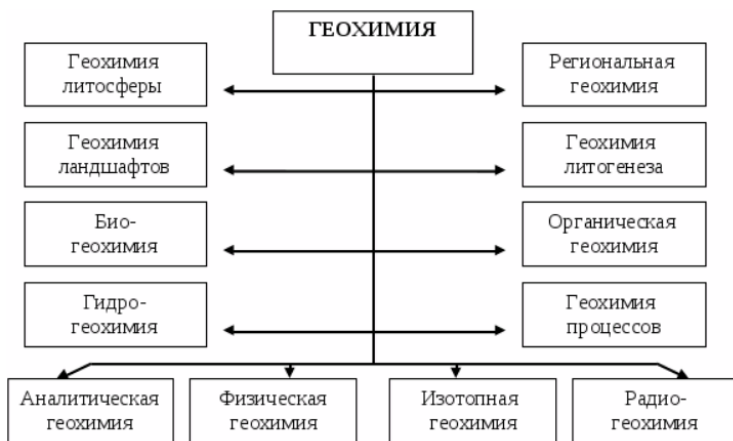 ГЕОХИМИЯ
Геохимия
литосферы
Региональная
геохимия
Геохимия
ландшафтов
Геохимия
литогенеза
Био-
геохимия
Органическая
геохимия
Гидро-
геохимия
Геохимия
процессов
Аналитическая
геохимия
Физическая
геохимия
Изотопная
геохимия
Радио-
геохимия